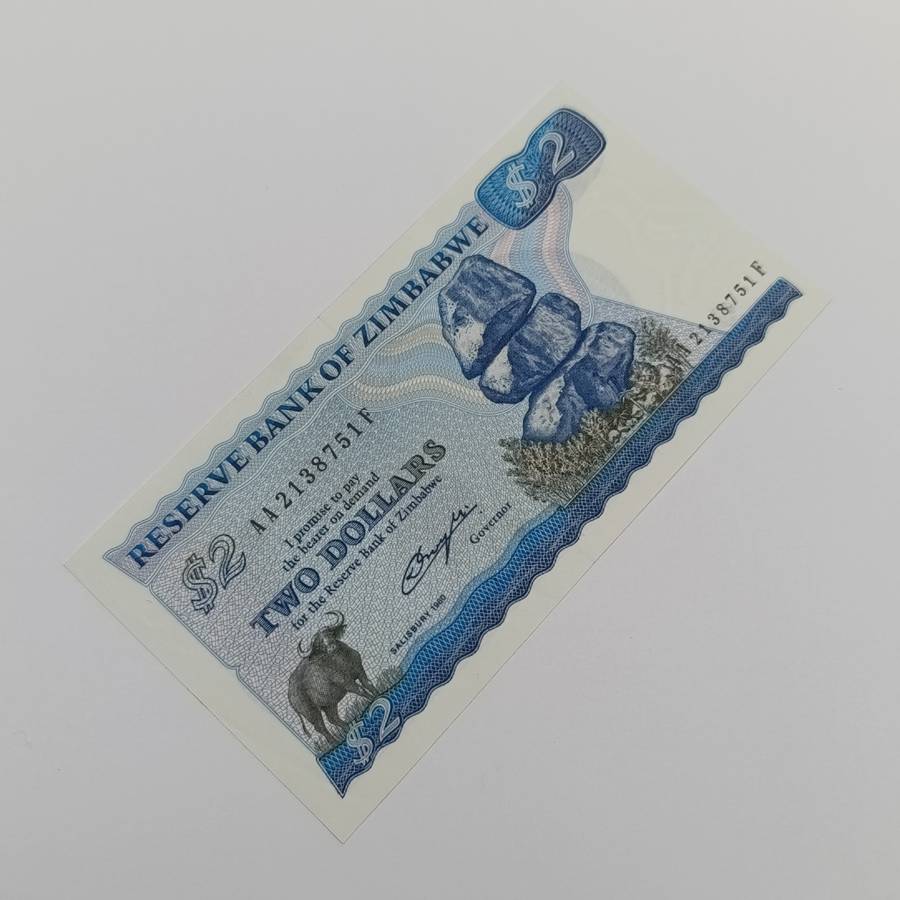 $2
RESERVE BANK OF ZIMBABWE
$2
AA2138751F
I promise to pay
the bearer on demand
TWO DOLLARS
for the Reserve Bank of Zimbabwe
Governor
SALISBURY 1980
$2
AA2138751F